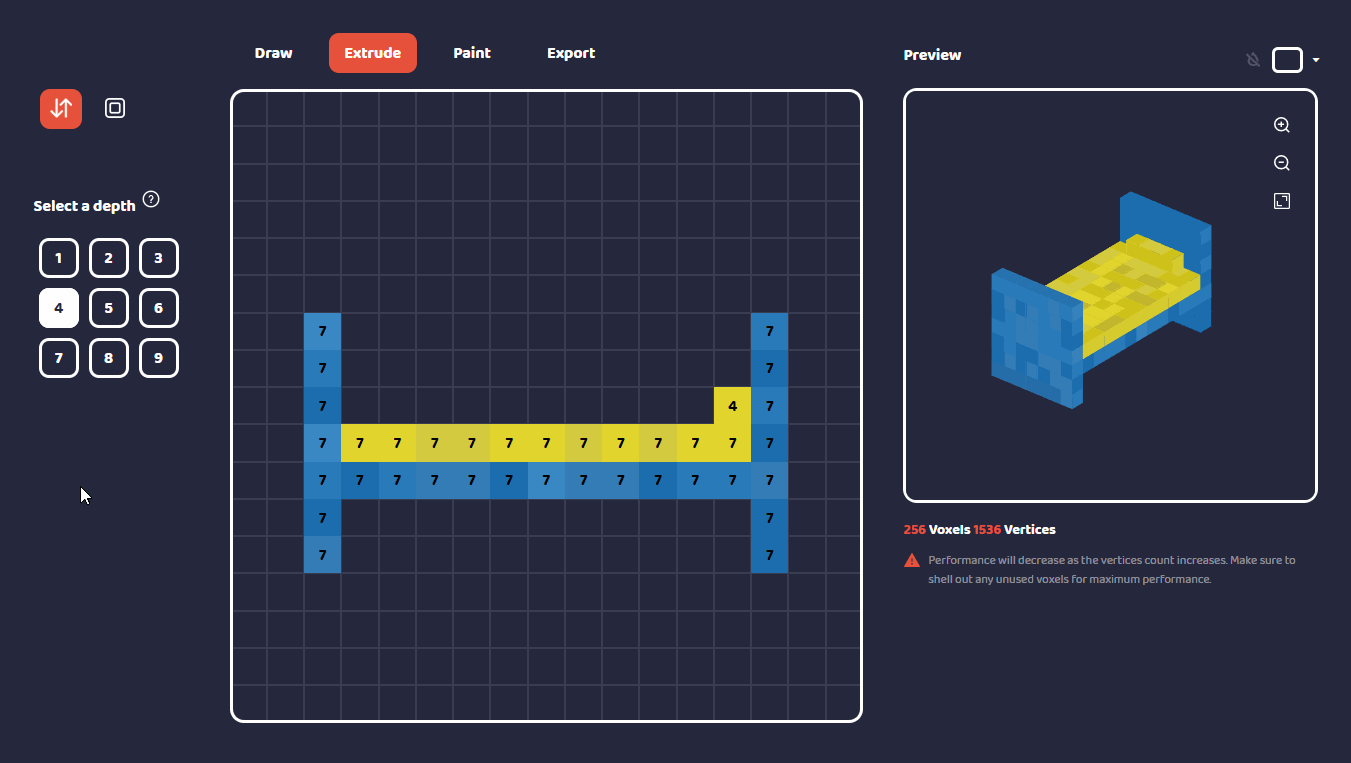 Draw Extrude Paint Export
Preview
Select a depth ?
1 2 3
4 5 6
7 8 9
7 7
7 7
7 4 7
7 7 7 7 7 7 7 7 7 7 7 7 7
7 7 7 7 7 7 7 7 7 7 7 7 7
7 7
7 7
256 Voxels 1536 Vertices
Performance will decrease as the vertices count increases. Make sure to
shell out any unused voxels for maximum performance.